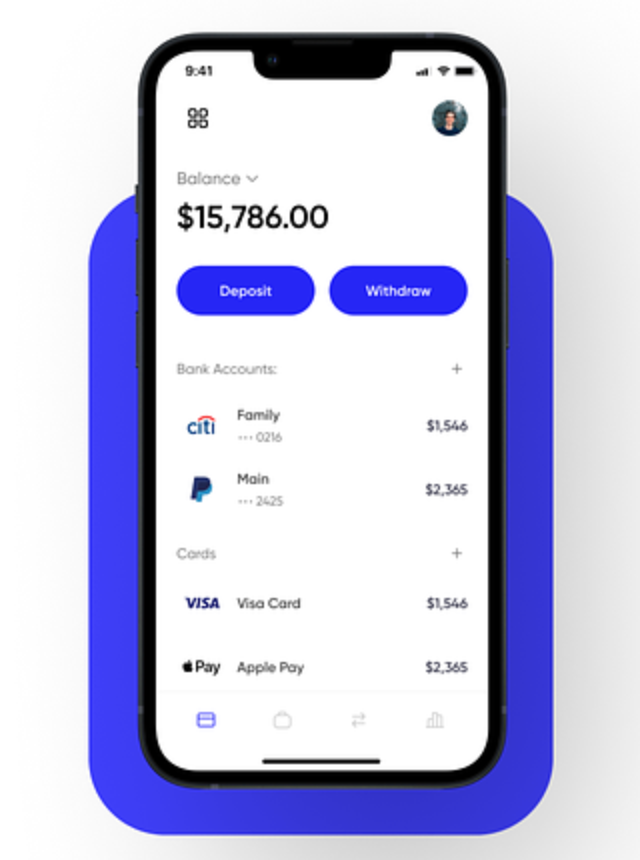 9:41
Balance
$15,786.00
Deposit Withdraw
Bank Accounts: +
citi Family $1,546
••• 0216
Main $2,365
••• 2425
Cards +
VISA Visa Card $1,546
Pay Apple Pay $2,365